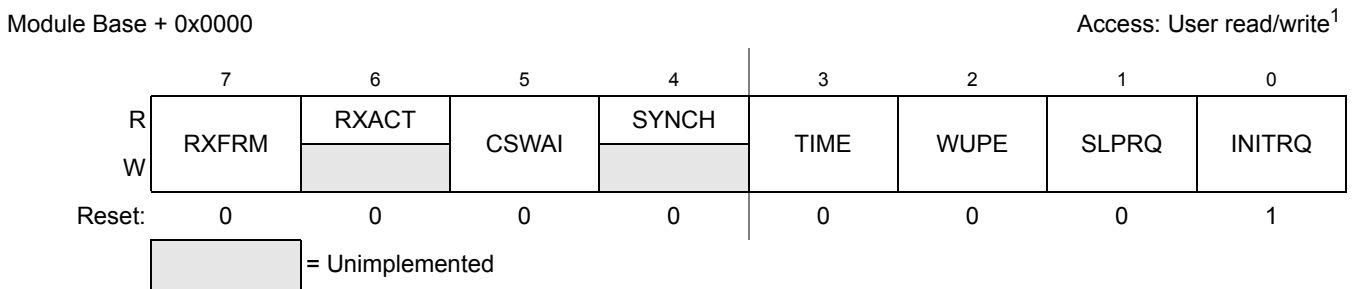 Module Base + 0x0000 Access: User read/write1
7 6 5 4 3 2 1 0
R RXFRM RXACT CSWAI SYNCH TIME WUPE SLPRQ INITRQ
W
Reset: 0 0 0 0 0 0 0 1
= Unimplemented